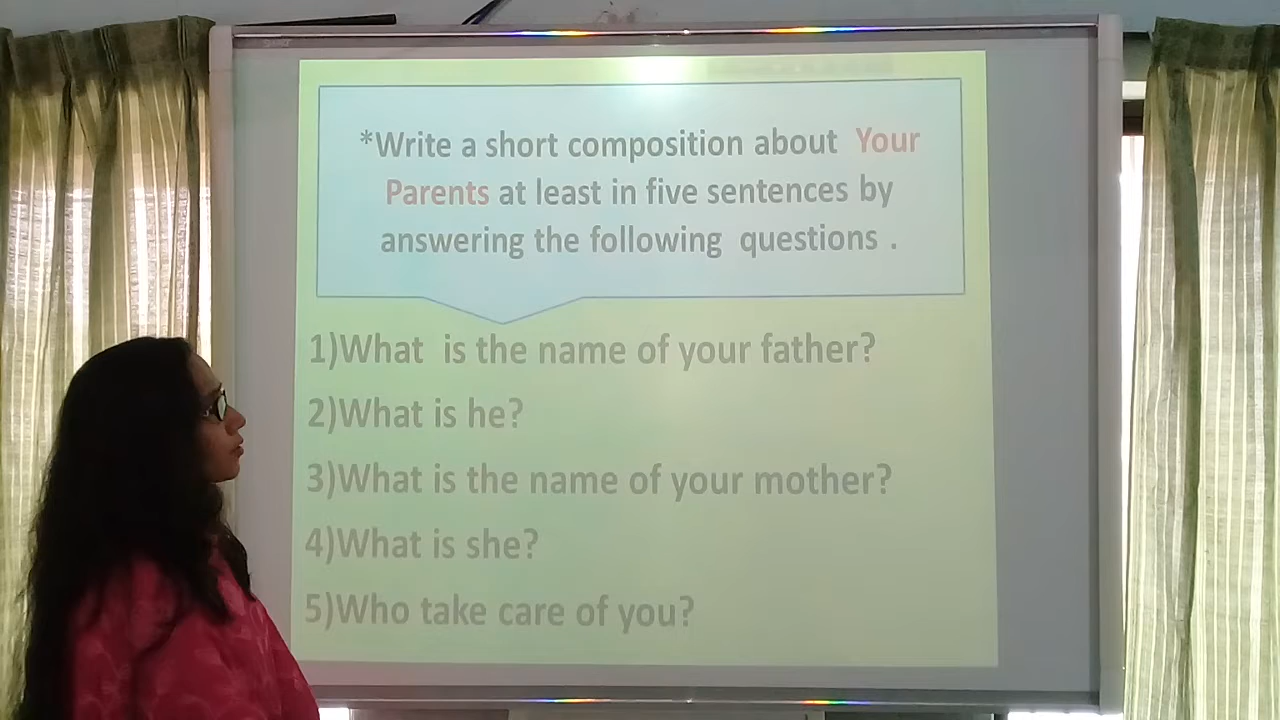 *Write a short composition about Your
Parents at least in five sentences by
answering the following questions .
1)What is the name of your father?
2)What is he?
3)What is the name of your mother?
4)What is she?
5)Who take care of you?